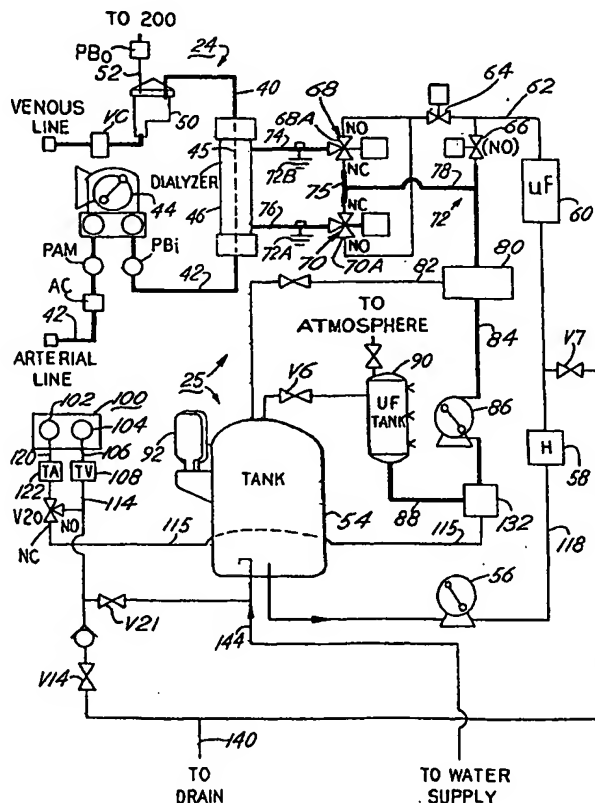 TO 200
PBo
24
52
40
VENOUS
LINE
VC
50
68
64
62
68A
NO
74
66
(NO)
45
72B
NC
75
78
DIALYZER
44
46
76
NC
72
UF
60
PAM
PBi
72A
70
NO
70A
80
AC
82
42
42
TO
ATMOSPHERE
84
ARTERIAL
LINE
25
V6
90
V7
102
100
104
UF
TANK
86
120
106
92
H
58
TA
TV
108
TANK
122
114
54
88
132
V20
NO
NC
115
115
118
56
V21
144
V14
140
TO
DRAIN
TO WATER
SUPPLY